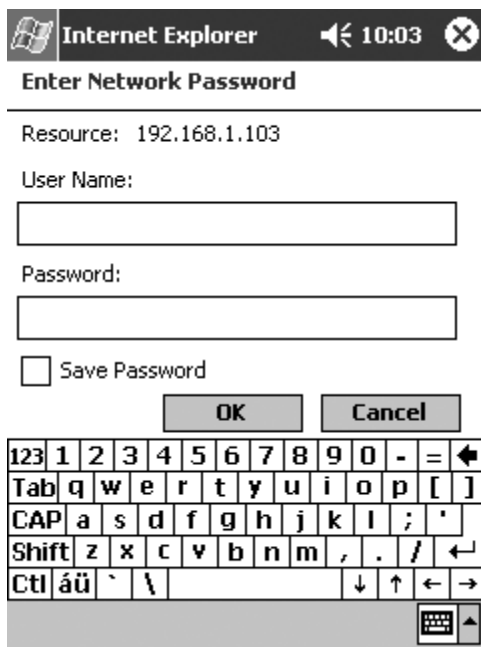 Internet Explorer 10:03
Enter Network Password
Resource: 192.168.1.103
User Name:
Password:
Save Password
OK Cancel
123 1 2 3 4 5 6 7 8 9 0 - = 🡄
Tab q w e r t y u i o p [ ]
CAP a s d f g h j k l ; '
Shift z x c v b n m , . / ↵
Ctl áü ` \ ↓ ↑ ← →